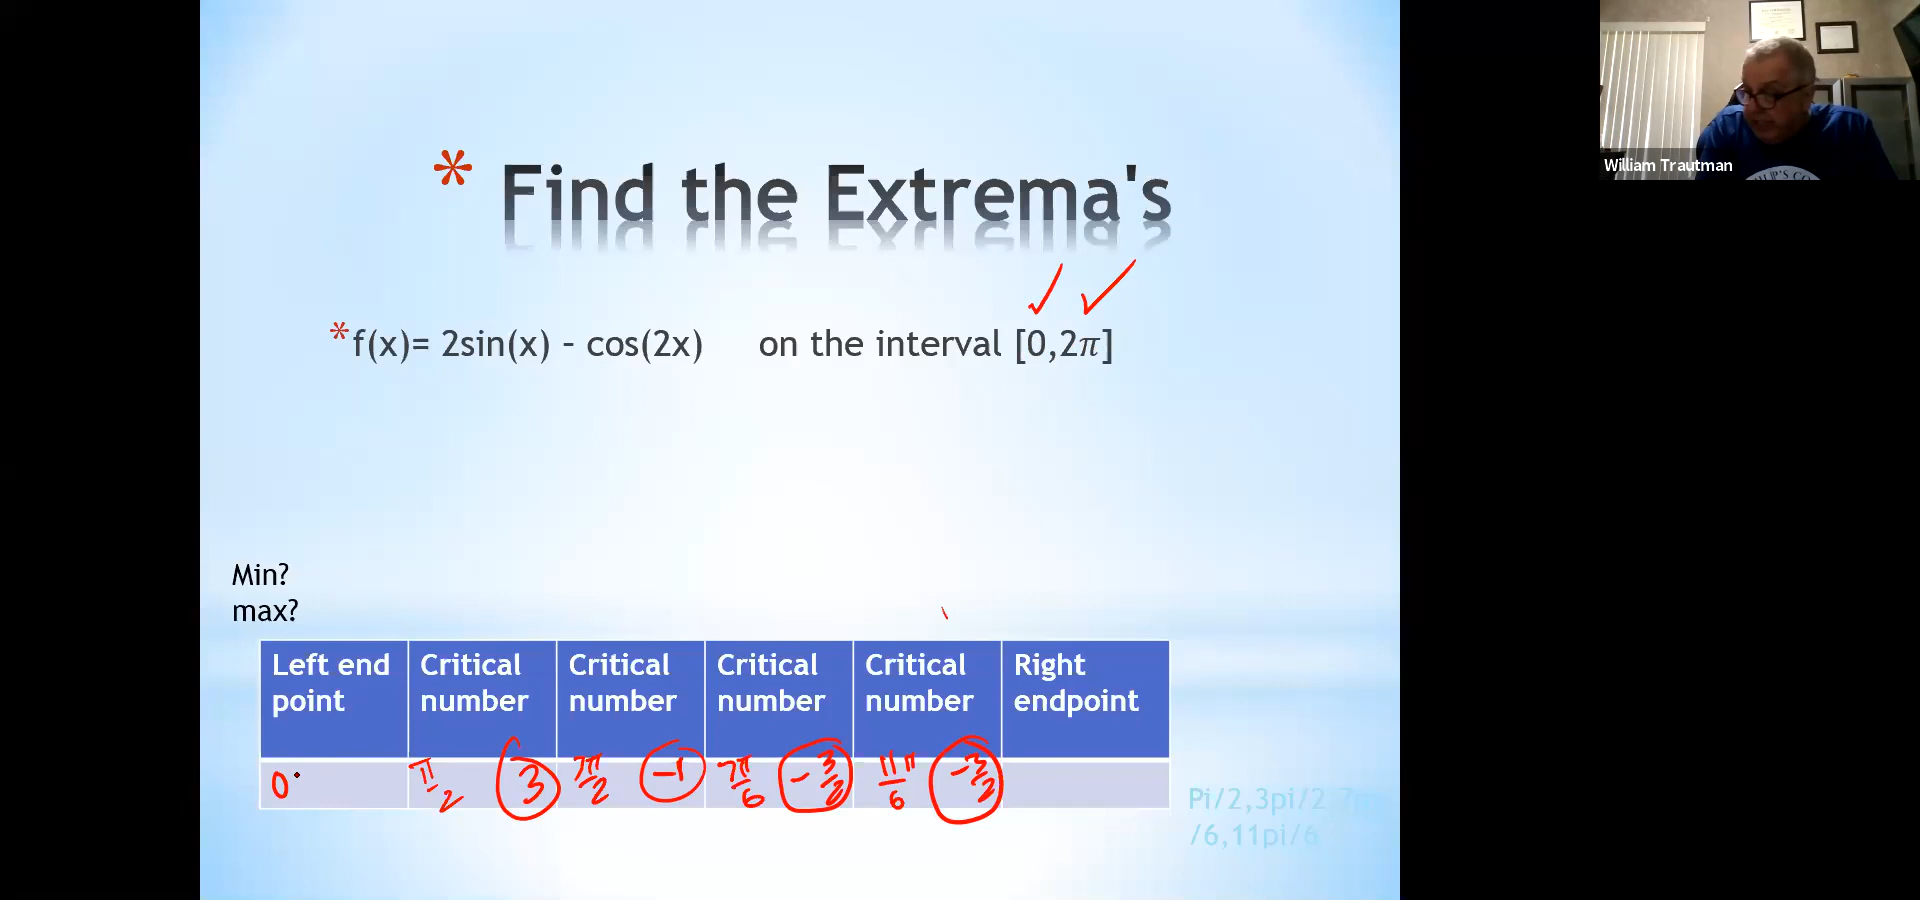 * Find the Extrema's
*f(x)= 2sin(x) – cos(2x) on the interval [0,2π]
Min?
max?
Left end point
Critical number
Critical number
Critical number
Critical number
Right endpoint
0
π/2 3
-1
7π/6 -3/2
11π/6 -3/2
Pi/2,3pi/2,7
/6,11pi/6
William Trautman